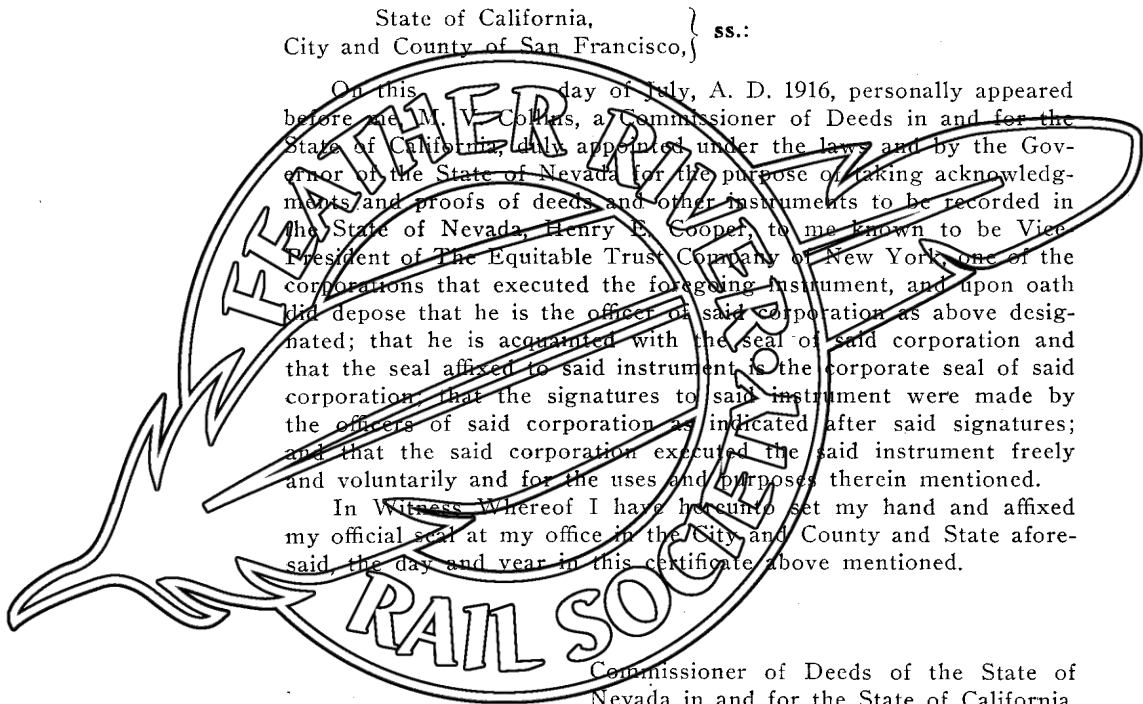 State of California,
City and County of San Francisco, } ss.:
On this day of July, A. D. 1916, personally appeared
before me, M. V. Collins, a Commissioner of Deeds in and for the
State of California, duly appointed under the laws and by the Gov-
ernor of the State of Nevada for the purpose of taking acknowledg-
ments and proofs of deeds and other instruments to be recorded in
the State of Nevada, Henry E. Cooper, to me known to be Vice-
President of The Equitable Trust Company of New York, one of the
corporations that executed the foregoing instrument, and upon oath
did depose that he is the officer of said corporation as above desig-
nated; that he is acquainted with the seal of said corporation and
that the seal affixed to said instrument is the corporate seal of said
corporation; that the signatures to said instrument were made by
the officers of said corporation as indicated after said signatures;
and that the said corporation executed the said instrument freely
and voluntarily and for the uses and purposes therein mentioned.
In Witness Whereof I have hereunto set my hand and affixed
my official seal at my office in the City and County and State afore-
said, the day and year in this certificate above mentioned.
Commissioner of Deeds of the State of
Nevada in and for the State of California.
FEATHER RIVER • RAIL SOCIETY